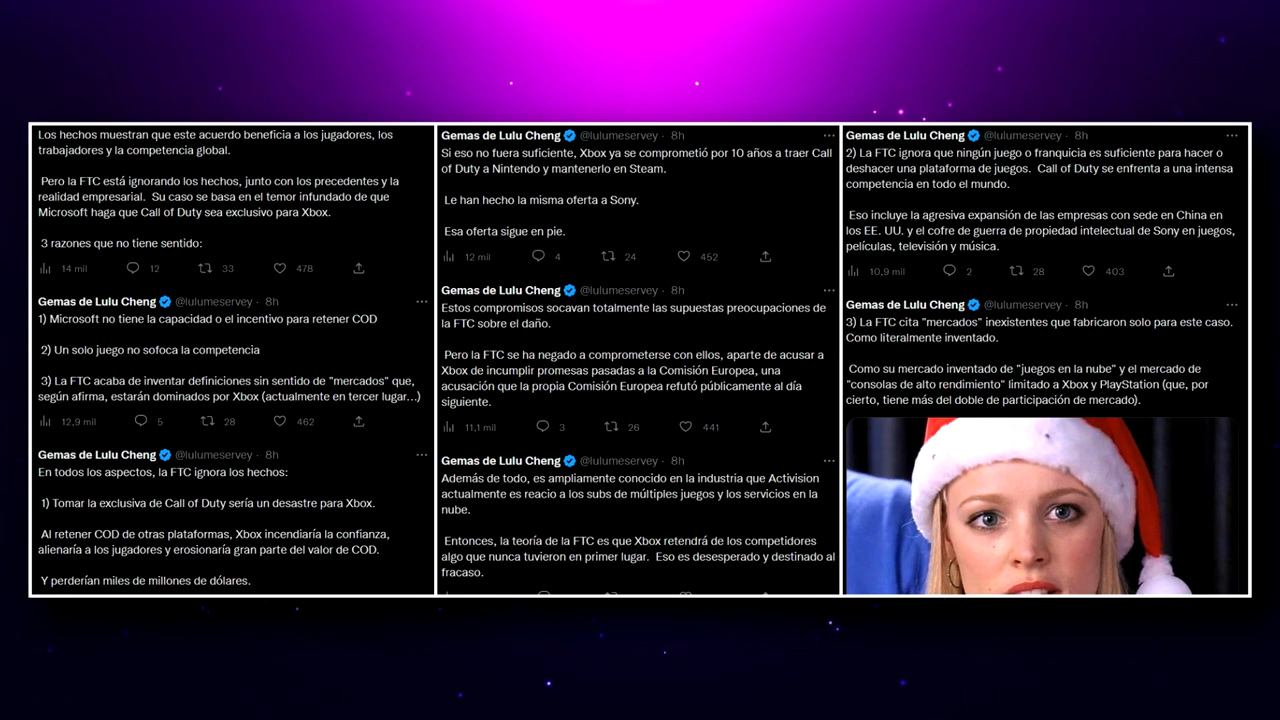 Los hechos muestran que este acuerdo beneficia a los jugadores, los
trabajadores y la competencia global.
Pero la FTC está ignorando los hechos, junto con los precedentes y la
realidad empresarial. Su caso se basa en el temor infundado de que
Microsoft haga que Call of Duty sea exclusivo para Xbox.
3 razones que no tiene sentido:
14 mil 12 33 478
Gemas de Lulu Cheng @lulumeservey · 8h
1) Microsoft no tiene la capacidad o el incentivo para retener COD
2) Un solo juego no sofoca la competencia
3) La FTC acaba de inventar definiciones sin sentido de "mercados" que,
según afirma, estarán dominados por Xbox (actualmente en tercer lugar...)
12,9 mil 5 28 462
Gemas de Lulu Cheng @lulumeservey · 8h
En todos los aspectos, la FTC ignora los hechos:
1) Tomar la exclusiva de Call of Duty sería un desastre para Xbox.
Al retener COD de otras plataformas, Xbox incendiaría la confianza,
alienaría a los jugadores y erosionaría gran parte del valor de COD.
Y perderían miles de millones de dólares.
Gemas de Lulu Cheng @lulumeservey · 8h
Si eso no fuera suficiente, Xbox ya se comprometió por 10 años a traer Call
of Duty a Nintendo y mantenerlo en Steam.
Le han hecho la misma oferta a Sony.
Esa oferta sigue en pie.
12 mil 4 24 452
Gemas de Lulu Cheng @lulumeservey · 8h
Estos compromisos socavan totalmente las supuestas preocupaciones de
la FTC sobre el daño.
Pero la FTC se ha negado a comprometerse con ellos, aparte de acusar a
Xbox de incumplir promesas pasadas a la Comisión Europea, una
acusación que la propia Comisión Europea refutó públicamente al día
siguiente.
11,1 mil 3 26 441
Gemas de Lulu Cheng @lulumeservey · 8h
Además de todo, es ampliamente conocido en la industria que Activision
actualmente es reacio a los subs de múltiples juegos y los servicios en la
nube.
Entonces, la teoría de la FTC es que Xbox retendrá de los competidores
algo que nunca tuvieron en primer lugar. Eso es desesperado y destinado al
fracaso.
Gemas de Lulu Cheng @lulumeservey · 8h
2) La FTC ignora que ningún juego o franquicia es suficiente para hacer o
deshacer una plataforma de juegos. Call of Duty se enfrenta a una intensa
competencia en todo el mundo.
Eso incluye la agresiva expansión de las empresas con sede en China en
los EE. UU. y el cofre de guerra de propiedad intelectual de Sony en juegos,
películas, televisión y música.
10,9 mil 2 28 403
Gemas de Lulu Cheng @lulumeservey · 8h
3) La FTC cita "mercados" inexistentes que fabricaron solo para este caso.
Como literalmente inventado.
Como su mercado inventado de "juegos en la nube" y el mercado de
"consolas de alto rendimiento" limitado a Xbox y PlayStation (que, por
cierto, tiene más del doble de participación de mercado).